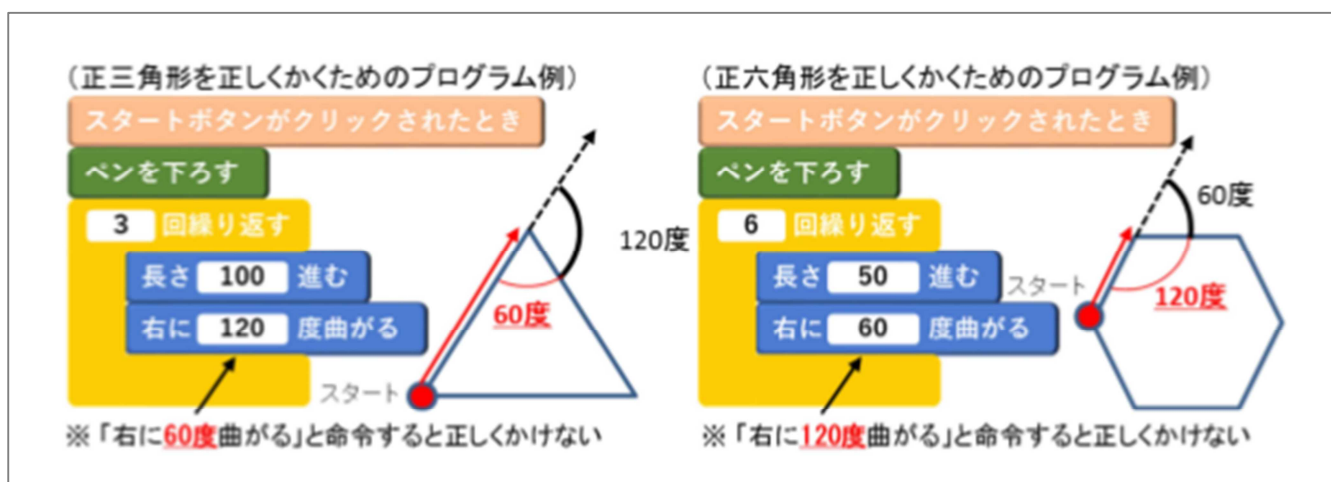 （正三角形を正しくかくためのプログラム例）
スタートボタンがクリックされたとき
ペンを下ろす
3 回繰り返す
長さ 100 進む
右に 120 度曲がる
120度
60度
スタート
※「右に60度曲がる」と命令すると正しくかけない
（正六角形を正しくかくためのプログラム例）
スタートボタンがクリックされたとき
ペンを下ろす
6 回繰り返す
長さ 50 進む
右に 60 度曲がる
60度
120度
スタート
※「右に120度曲がる」と命令すると正しくかけない